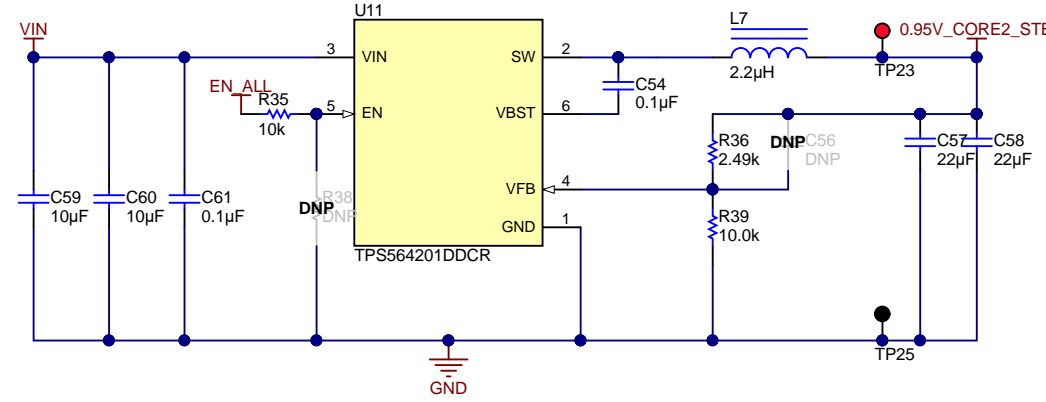 U11
VIN
3
VIN
SW
2
L7
2.2µH
0.95V_CORE2_STE
TP23
EN_ALL
R35
10k
5
EN
VBST
6
C54
0.1µF
R36
2.49k
DNP
C56
DNP
C57
22µF
C58
22µF
C59
10µF
C60
10µF
C61
0.1µF
DNP
R38
DNP
VFB
4
GND
1
R39
10.0k
TPS564201DDCR
TP25
GND